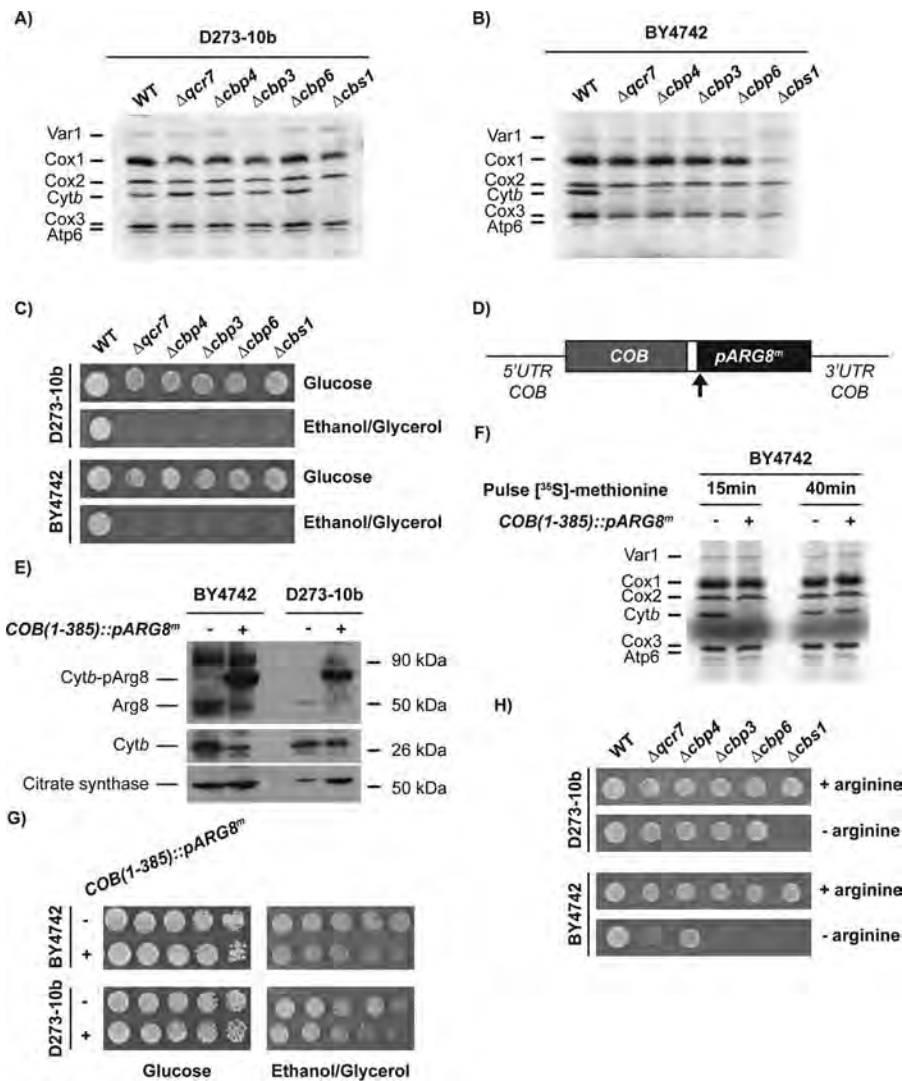 A)
D273-10b
WT Δqcr7 Δcbp4 Δcbp3 Δcbp6 Δcbs1
Var1
Cox1
Cox2
Cytb
Cox3
Atp6
B)
BY4742
WT Δqcr7 Δcbp4 Δcbp3 Δcbp6 Δcbs1
Var1
Cox1
Cox2
Cytb
Cox3
Atp6
C)
WT Δqcr7 Δcbp4 Δcbp3 Δcbp6 Δcbs1
D273-10b
Glucose
Ethanol/Glycerol
BY4742
Glucose
Ethanol/Glycerol
D)
COB pARG8ᵐ
5'UTR COB
3'UTR COB
E)
BY4742 D273-10b
COB(1-385)::pARG8ᵐ - + - +
Cytb-pArg8
Arg8
90 kDa
50 kDa
Cytb
26 kDa
Citrate synthase
50 kDa
F)
BY4742
Pulse [³⁵S]-methionine 15min 40min
COB(1-385)::pARG8ᵐ - + - +
Var1
Cox1
Cox2
Cytb
Cox3
Atp6
G)
COB(1-385)::pARG8ᵐ
BY4742
-
+
D273-10b
-
+
Glucose Ethanol/Glycerol
H)
WT Δqcr7 Δcbp4 Δcbp3 Δcbp6 Δcbs1
D273-10b
+ arginine
- arginine
BY4742
+ arginine
- arginine